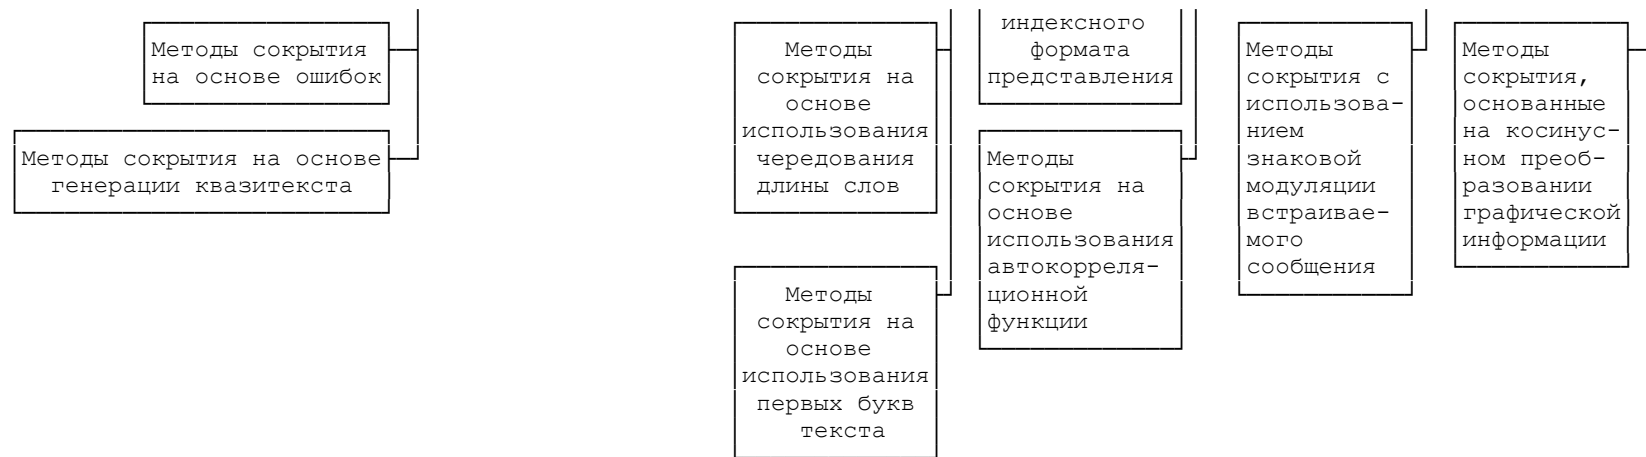 Методы сокрытия
на основе ошибок
Методы сокрытия на основе
генерации квазитекста
Методы
сокрытия на
основе
использования
чередования
длины слов
Методы
сокрытия на
основе
использования
первых букв
текста
индексного
формата
представления
Методы
сокрытия на
основе
использования
автокорреля-
ционной
функции
Методы
сокрытия с
использова-
нием
знаковой
модуляции
встраивае-
мого
сообщения
Методы
сокрытия,
основанные
на косинус-
ном преоб-
разовании
графической
информации